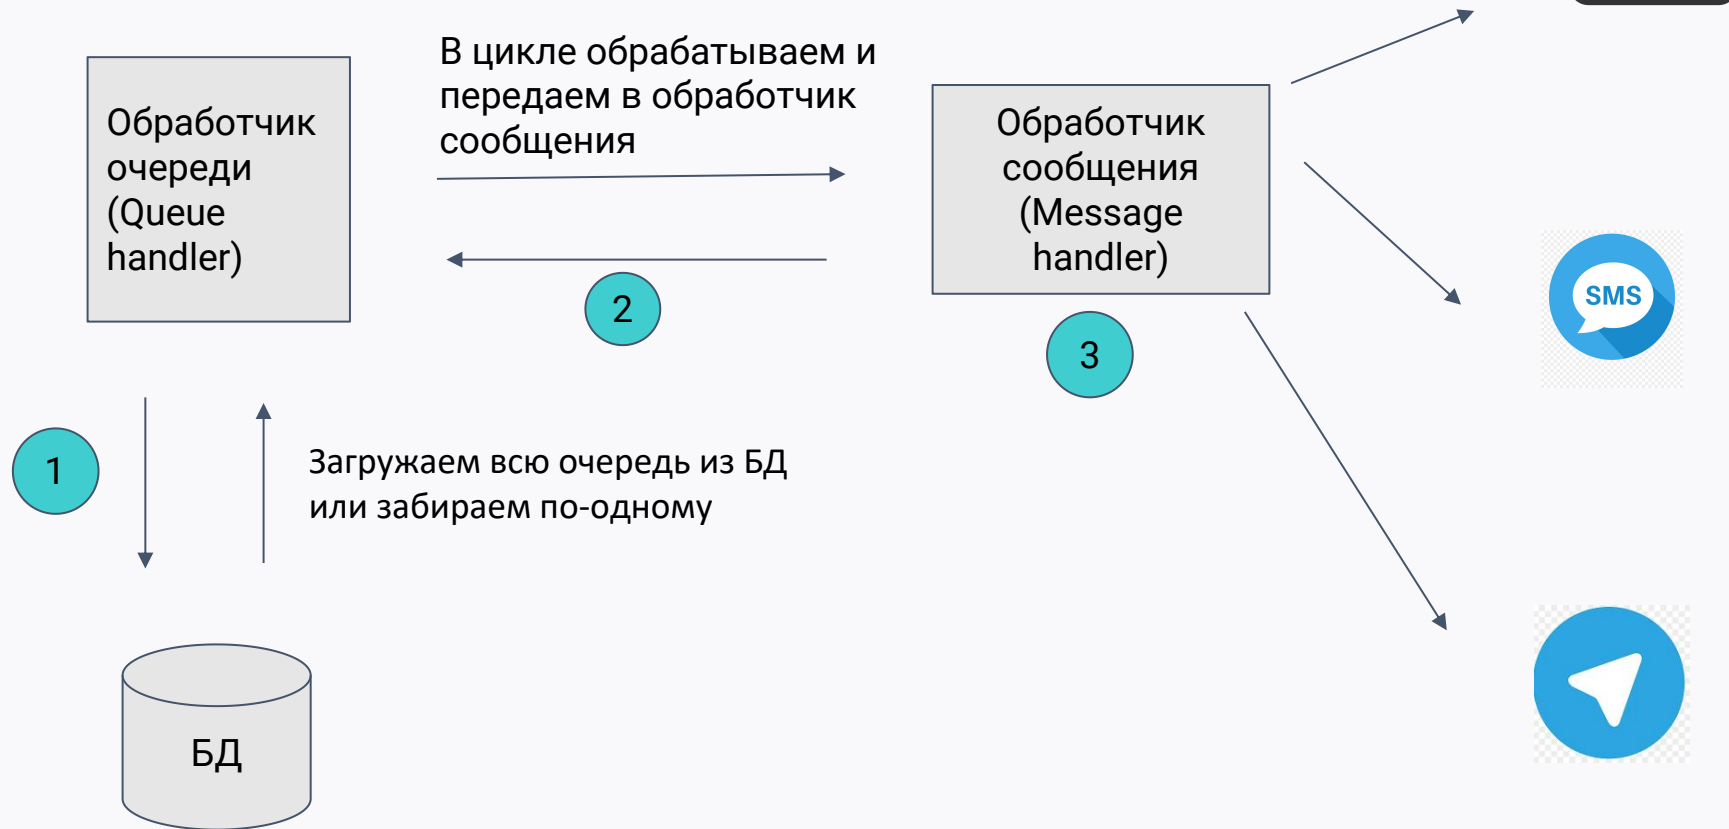 Обработчик
очереди
(Queue
handler)
В цикле обрабатываем и
передаем в обработчик
сообщения
2
Обработчик
сообщения
(Message
handler)
3
SMS
1
Загружаем всю очередь из БД
или забираем по-одному
БД